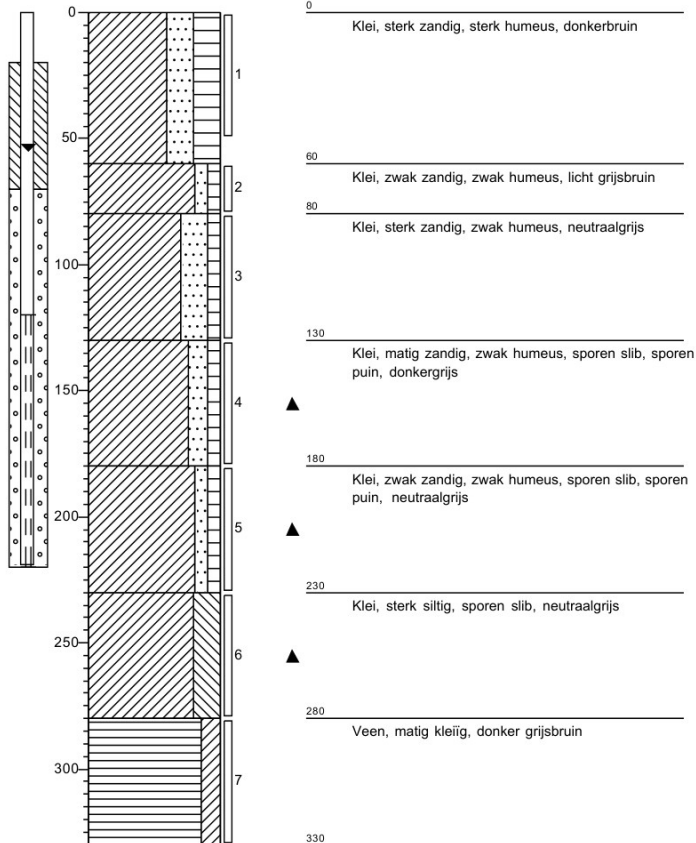 0
0
Klei, sterk zandig, sterk humeus, donkerbruin
1
50
60
Klei, zwak zandig, zwak humeus, licht grijsbruin
2
80
Klei, sterk zandig, zwak humeus, neutraalgrijs
100
3
130
Klei, matig zandig, zwak humeus, sporen slib, sporen
puin, donkergrijs
150
4
180
Klei, zwak zandig, zwak humeus, sporen slib, sporen
puin, neutraalgrijs
200
5
230
Klei, sterk siltig, sporen slib, neutraalgrijs
250
6
280
Veen, matig kleiïg, donker grijsbruin
300
7
330